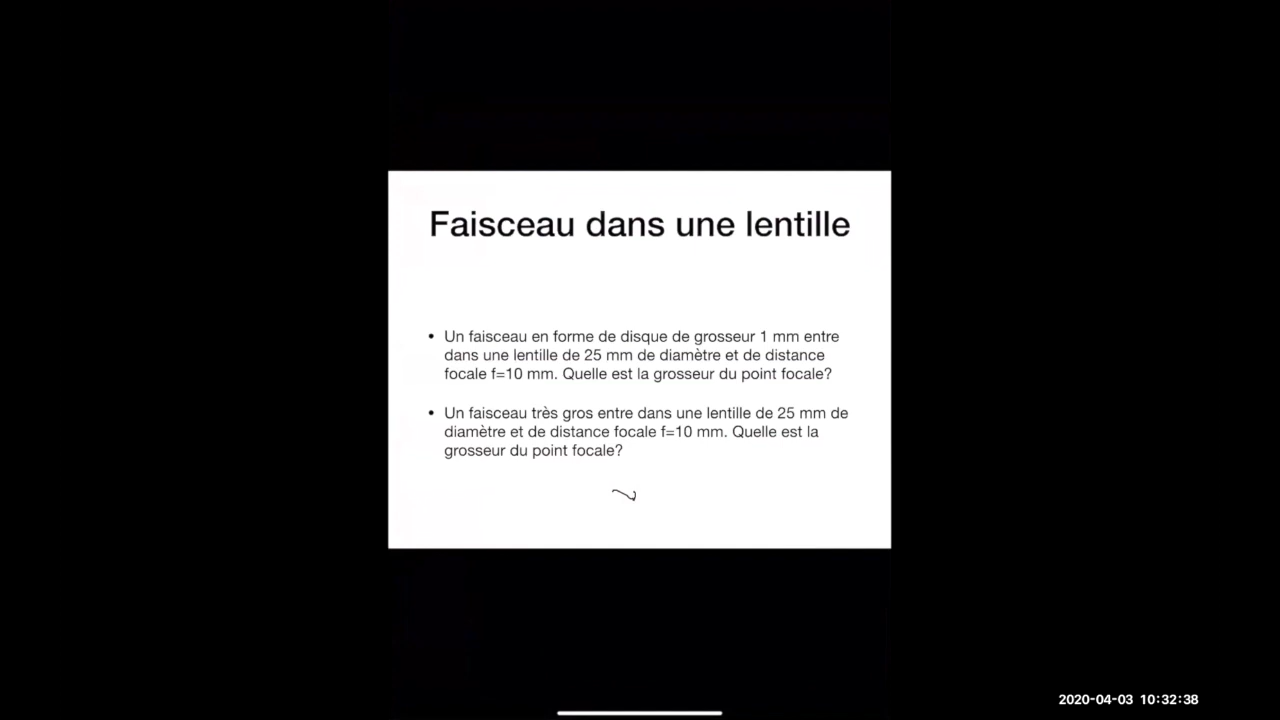 Faisceau dans une lentille
• Un faisceau en forme de disque de grosseur 1 mm entre
dans une lentille de 25 mm de diamètre et de distance
focale f=10 mm. Quelle est la grosseur du point focale?
• Un faisceau très gros entre dans une lentille de 25 mm de
diamètre et de distance focale f=10 mm. Quelle est la
grosseur du point focale?
2020-04-03 10:32:38